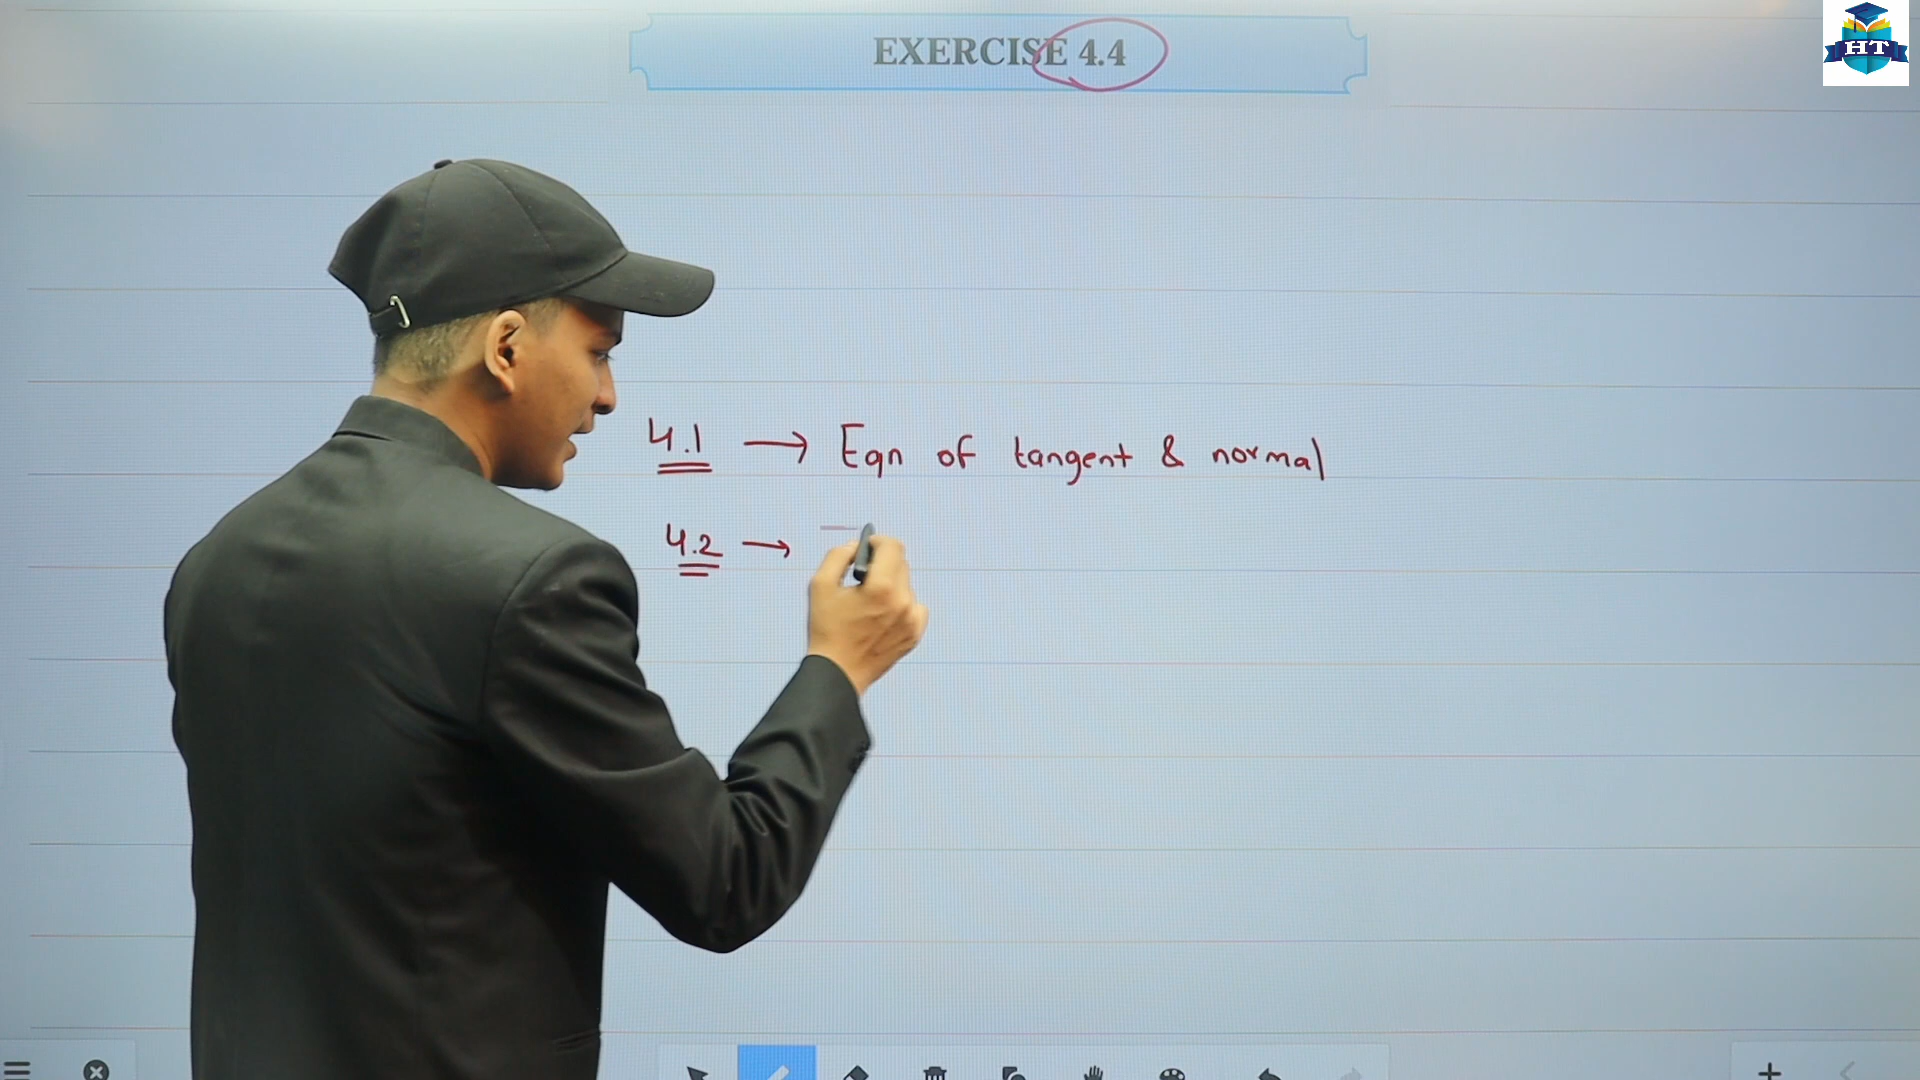 EXERCISE 4.4
HT
4.1 → Eqn of tangent & normal
4.2 →